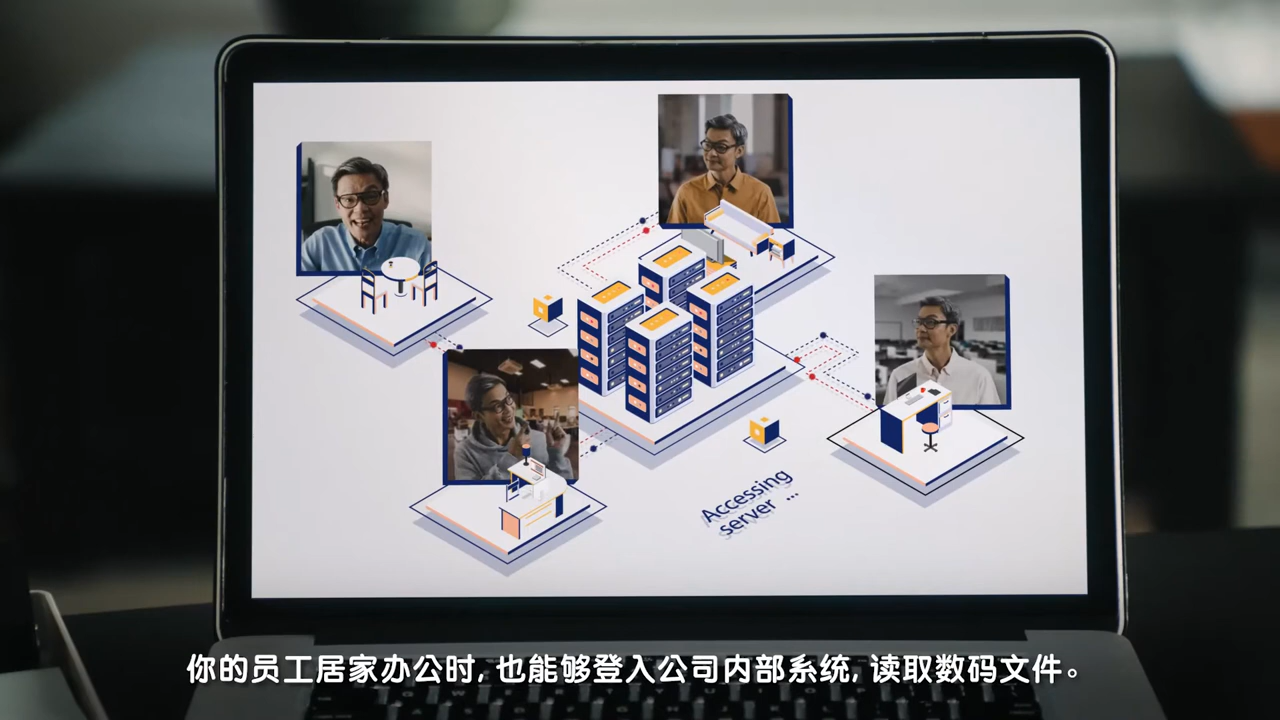 Accessing
server ...
你的员工居家办公时, 也能够登入公司内部系统, 读取数码文件。